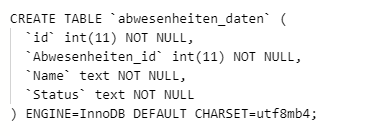 CREATE TABLE `abwesenheiten_daten` (
`id` int(11) NOT NULL,
`Abwesenheiten_id` int(11) NOT NULL,
`Name` text NOT NULL,
`Status` text NOT NULL
) ENGINE=InnoDB DEFAULT CHARSET=utf8mb4;